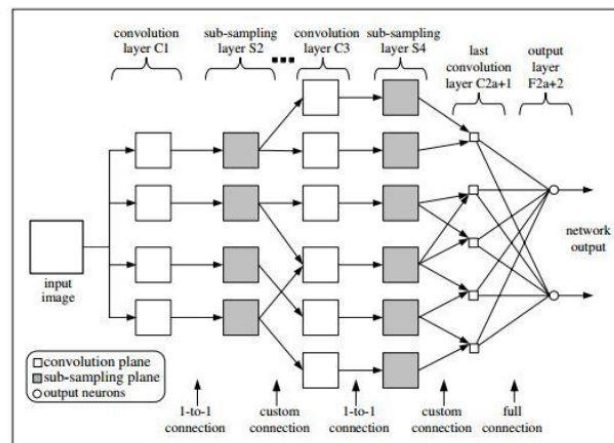 convolution
layer C1
sub-sampling
layer S2
convolution
layer C3
sub-sampling
layer S4
last
convolution
layer C2a+1
output
layer
F2a+2
input
image
network
output
convolution plane
sub-sampling plane
output neurons
1-to-1
connection
custom
connection
1-to-1
connection
custom
connection
full
connection